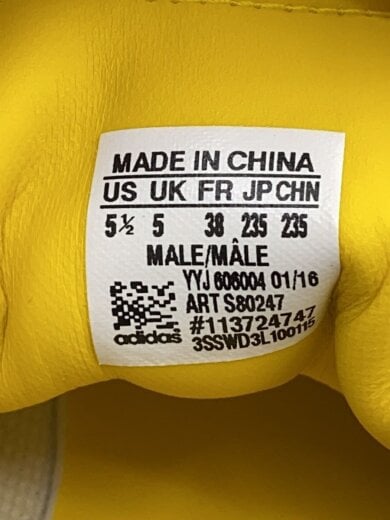 MADE IN CHINA
US UK FR JP CHN
5½ 5 38 235 235
MALE/MÂLE
YYJ 606004 01/16
ART S80247
#113724747
adidas 3SSWD3L100115